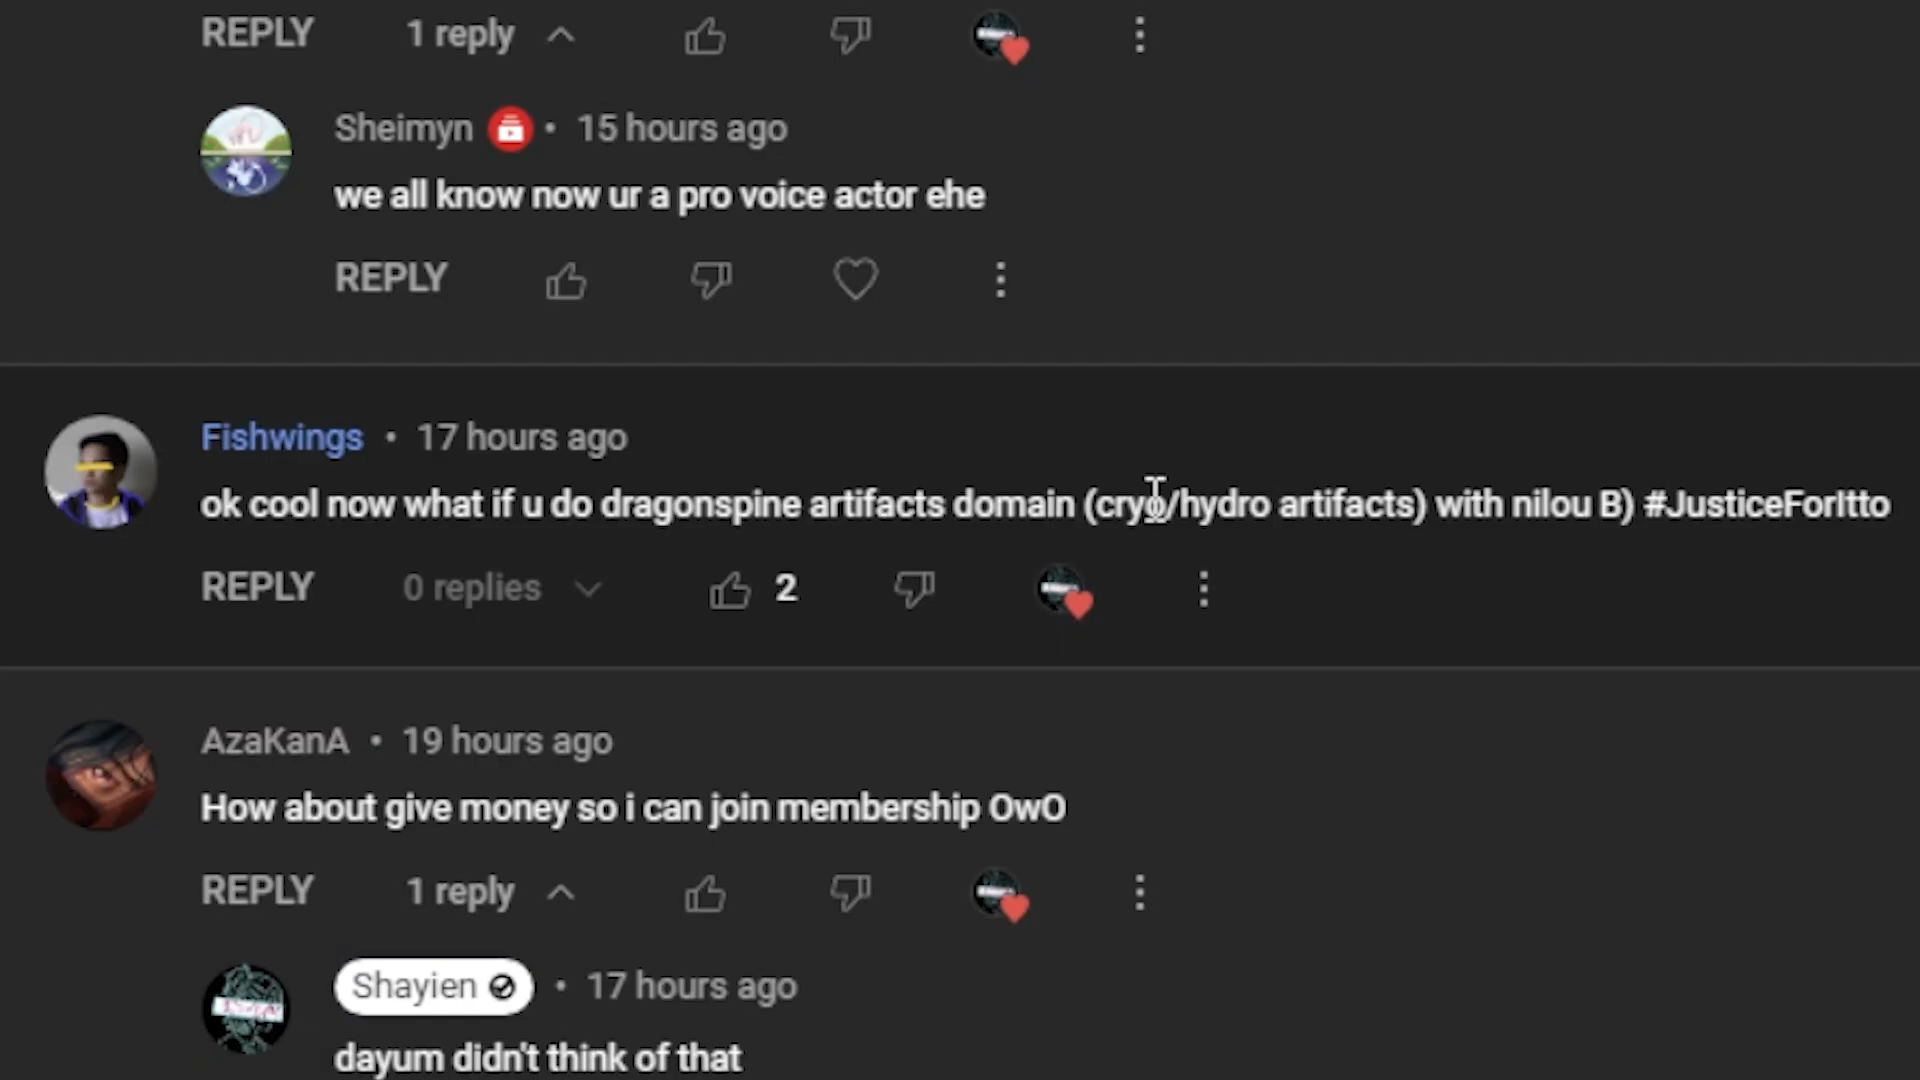 REPLY 1 reply
Sheimyn • 15 hours ago
we all know now ur a pro voice actor ehe
REPLY
Fishwings • 17 hours ago
ok cool now what if u do dragonspine artifacts domain (cryo/hydro artifacts) with nilou B) #JusticeForItto
REPLY 0 replies 2
AzaKanA • 19 hours ago
How about give money so i can join membership OwO
REPLY 1 reply
Shayien • 17 hours ago
dayum didn't think of that